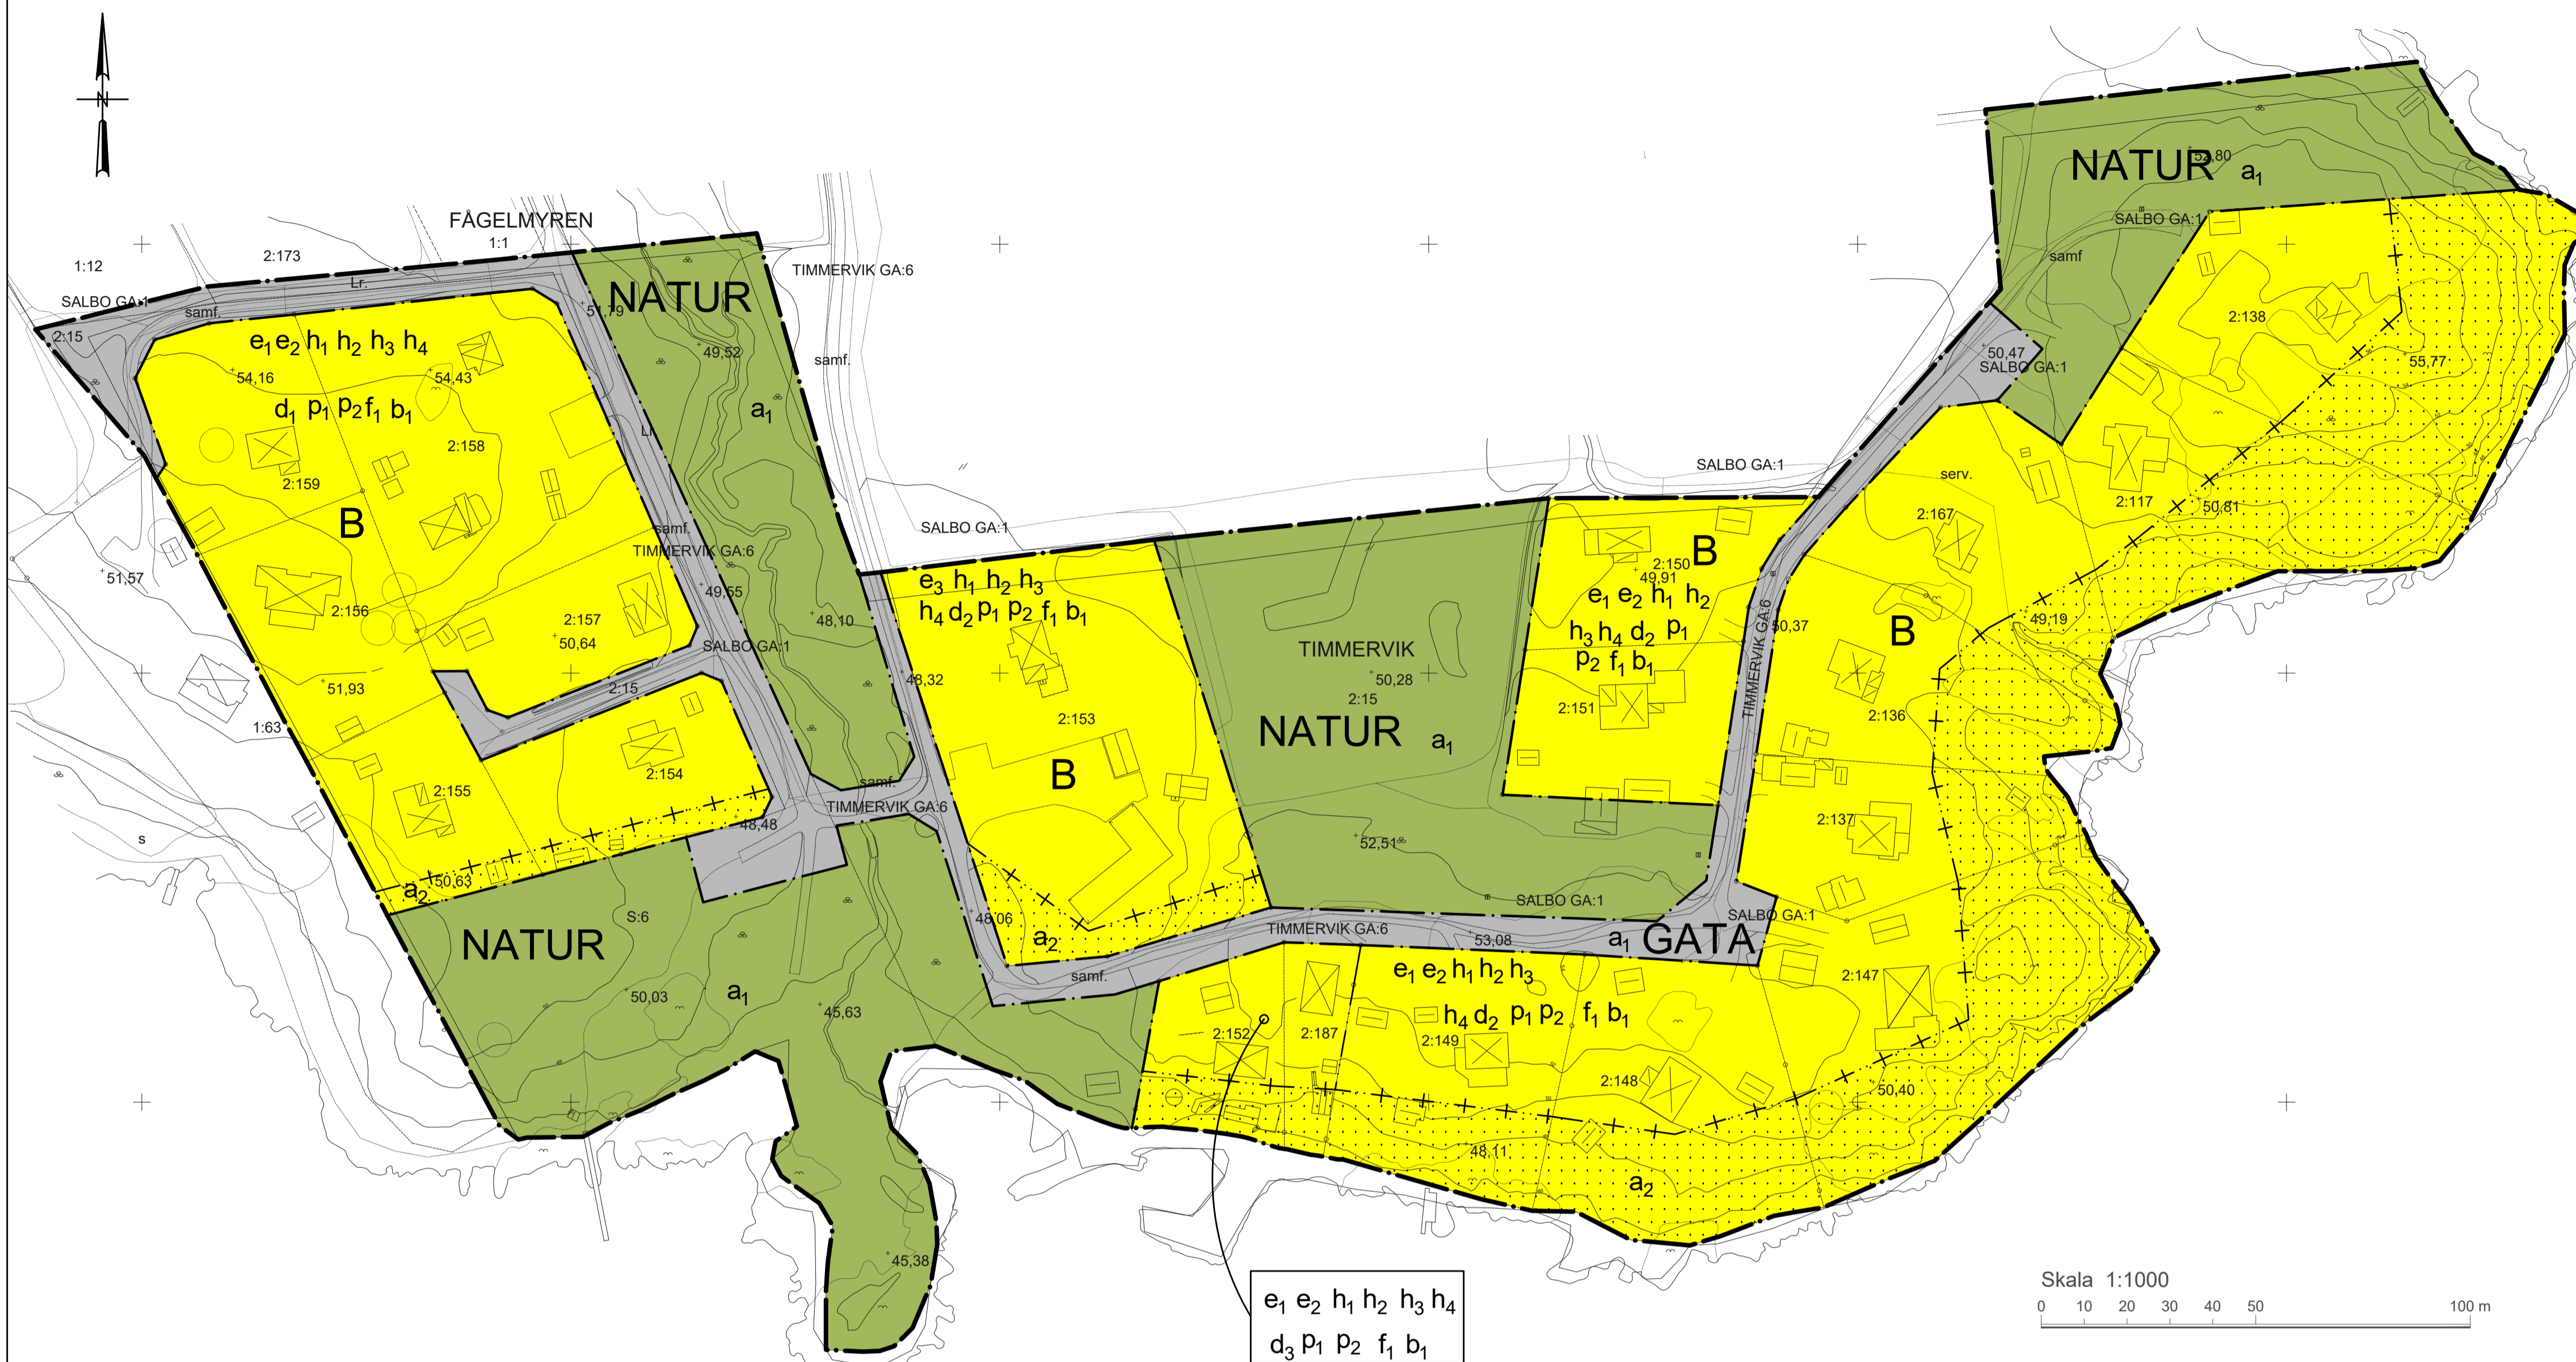 N
FÅGELMYREN
1:1
2:173
1:12
SALBO GA:1
Lr.
samf.
2:15
e1 e2 h1 h2 h3 h4
54,16
54,43
d1 p1 p2 f1 b1
2:158
2:159
B
51,57
2:156
2:157
50,64
51,93
1:63
2:15
2:154
2:155
s
a2
50,63
NATUR
51,79
49,52
a1
samf.
TIMMERVIK GA:6
49,55
48,10
SALBO GA:1
TIMMERVIK GA:6
samf.
48,32
samf.
TIMMERVIK GA:6
48,48
S:6
NATUR
a1
50,03
45,63
45,38
SALBO GA:1
e3 h1 h2 h3
h4 d2 p1 p2 f1 b1
2:153
B
48,06
a2
samf.
TIMMERVIK GA:6
TIMMERVIK
50,28
2:15
NATUR a1
52,51
SALBO GA:1
53,08
a1 GATA
SALBO GA:1
SALBO GA:1
2:150
B
49,91
e1 e2 h1 h2
h3 h4 d2 p1
p2 f1 b1
2:151
TIMMERVIK GA:6
50,37
NATUR a1
52,80
SALBO GA:1
samf
50,47
SALBO GA:1
2:138
55,77
serv.
2:167
2:117
50,81
B
49,19
2:136
2:137
2:147
e1 e2 h1 h2 h3
h4 d2 p1 p2 f1 b1
2:152
2:187
2:149
2:148
50,40
48,11
a2
e1 e2 h1 h2 h3 h4
d3 p1 p2 f1 b1
Skala 1:1000
0 10 20 30 40 50 100 m